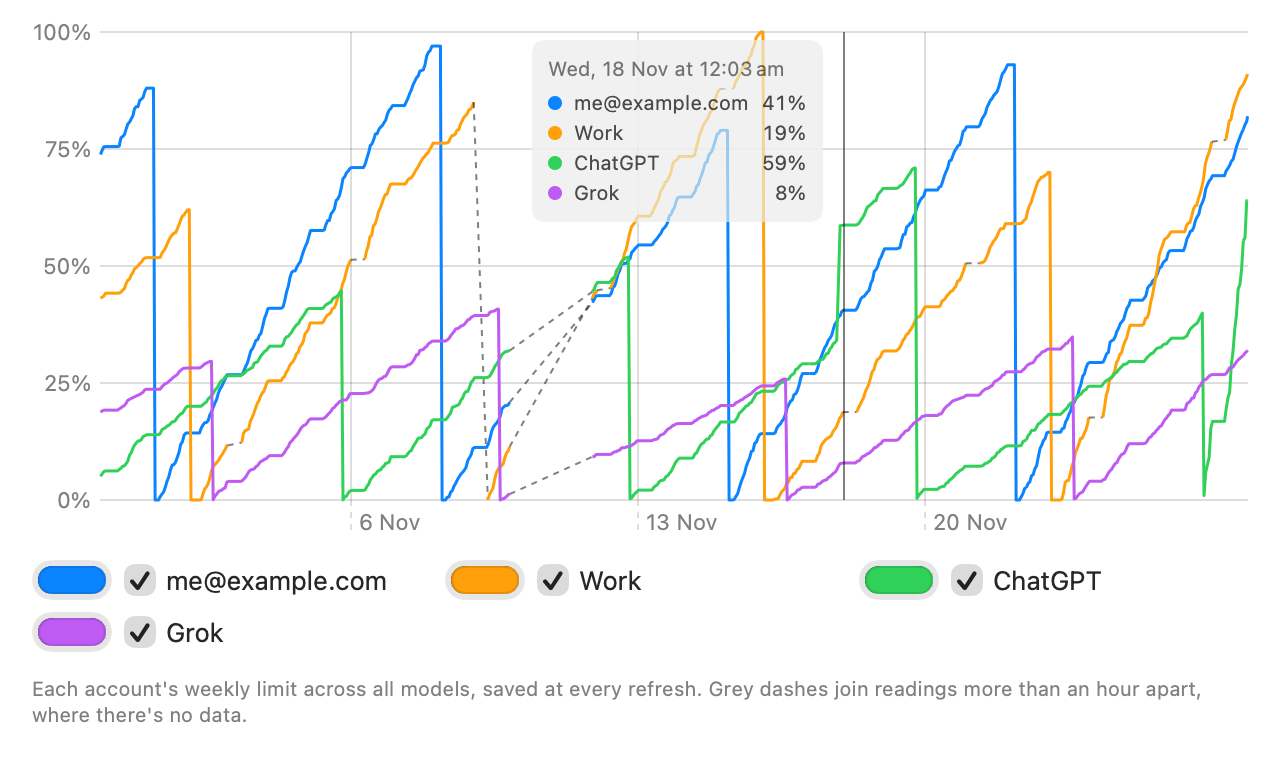 100%
75%
50%
25%
0%
Wed, 18 Nov at 12:03 am
me@example.com 41%
Work 19%
ChatGPT 59%
Grok 8%
6 Nov
13 Nov
20 Nov
me@example.com
Work
ChatGPT
Grok
Each account's weekly limit across all models, saved at every refresh. Grey dashes join readings more than an hour apart,
where there's no data.